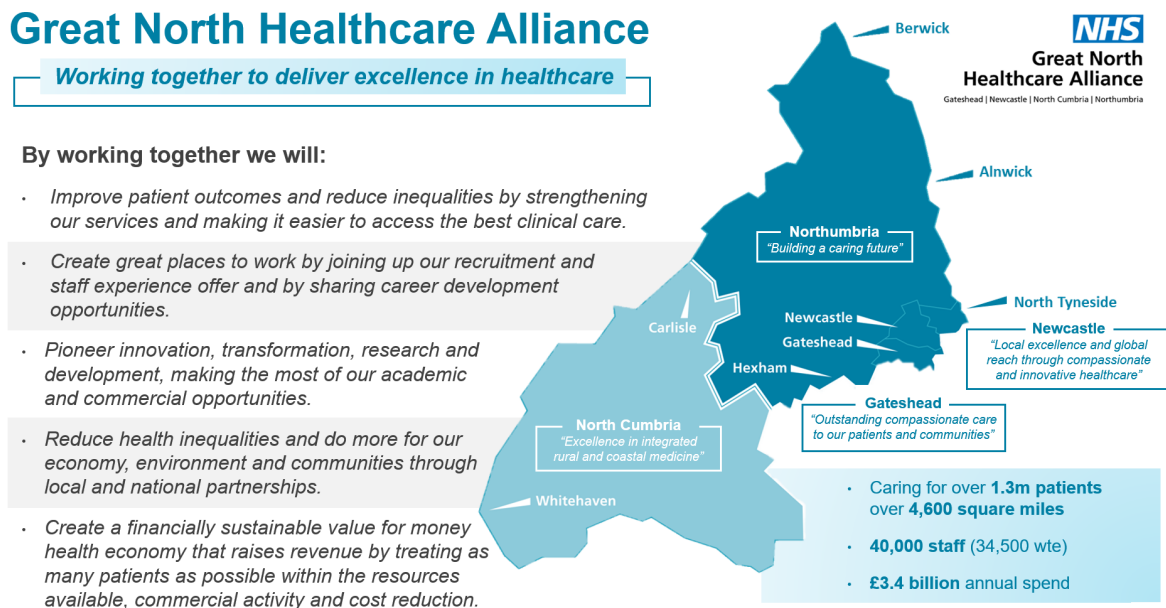 Great North Healthcare Alliance
Working together to deliver excellence in healthcare
By working together we will:
• Improve patient outcomes and reduce inequalities by strengthening
our services and making it easier to access the best clinical care.
• Create great places to work by joining up our recruitment and
staff experience offer and by sharing career development
opportunities.
• Pioneer innovation, transformation, research and
development, making the most of our academic
and commercial opportunities.
• Reduce health inequalities and do more for our
economy, environment and communities through
local and national partnerships.
• Create a financially sustainable value for money
health economy that raises revenue by treating as
many patients as possible within the resources
available, commercial activity and cost reduction.
Berwick
Alnwick
Northumbria
“Building a caring future”
North Tyneside
Newcastle
Gateshead
Hexham
Carlisle
Newcastle
“Local excellence and global
reach through compassionate
and innovative healthcare”
Gateshead
“Outstanding compassionate care
to our patients and communities”
North Cumbria
“Excellence in integrated
rural and coastal medicine”
Whitehaven
NHS
Great North
Healthcare Alliance
Gateshead | Newcastle | North Cumbria | Northumbria
• Caring for over 1.3m patients
over 4,600 square miles
• 40,000 staff (34,500 wte)
• £3.4 billion annual spend